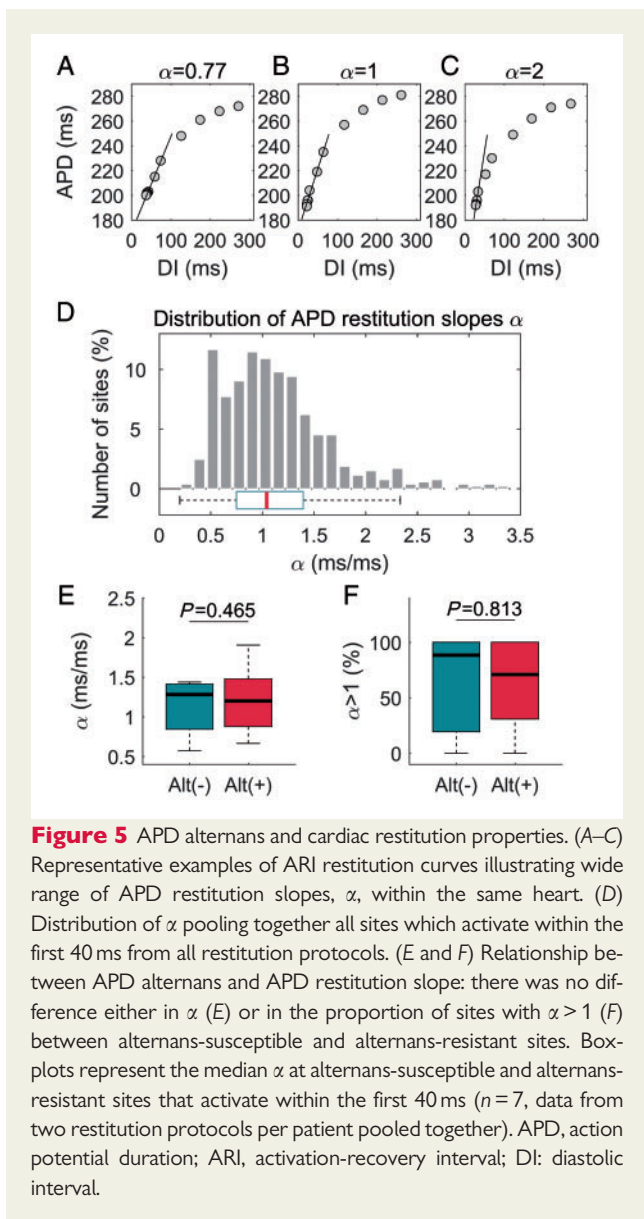 A B C
α=0.77 α=1 α=2
280 280 280
260 260 260
240 240 240
220 220 220
200 200 200
180 180 180
APD (ms)
0 100 200 300 0 100 200 300 0 100 200 300
DI (ms) DI (ms) DI (ms)
D Distribution of APD restitution slopes α
Number of sites (%)
10
5
0
0 0.5 1 1.5 2 2.5 3 3.5
α (ms/ms)
E F
P=0.465 P=0.813
α (ms/ms)
2.5
2
1.5
1
0.5
Alt(-) Alt(+)
α>1 (%)
100
50
0
Alt(-) Alt(+)
Figure 5 APD alternans and cardiac restitution properties. (A–C)
Representative examples of ARI restitution curves illustrating wide
range of APD restitution slopes, α, within the same heart. (D)
Distribution of α pooling together all sites which activate within the
first 40 ms from all restitution protocols. (E and F) Relationship be-
tween APD alternans and APD restitution slope: there was no dif-
ference either in α (E) or in the proportion of sites with α > 1 (F)
between alternans-susceptible and alternans-resistant sites. Box-
plots represent the median α at alternans-susceptible and alternans-
resistant sites that activate within the first 40 ms (n = 7, data from
two restitution protocols per patient pooled together). APD, action
potential duration; ARI, activation-recovery interval; DI: diastolic
interval.